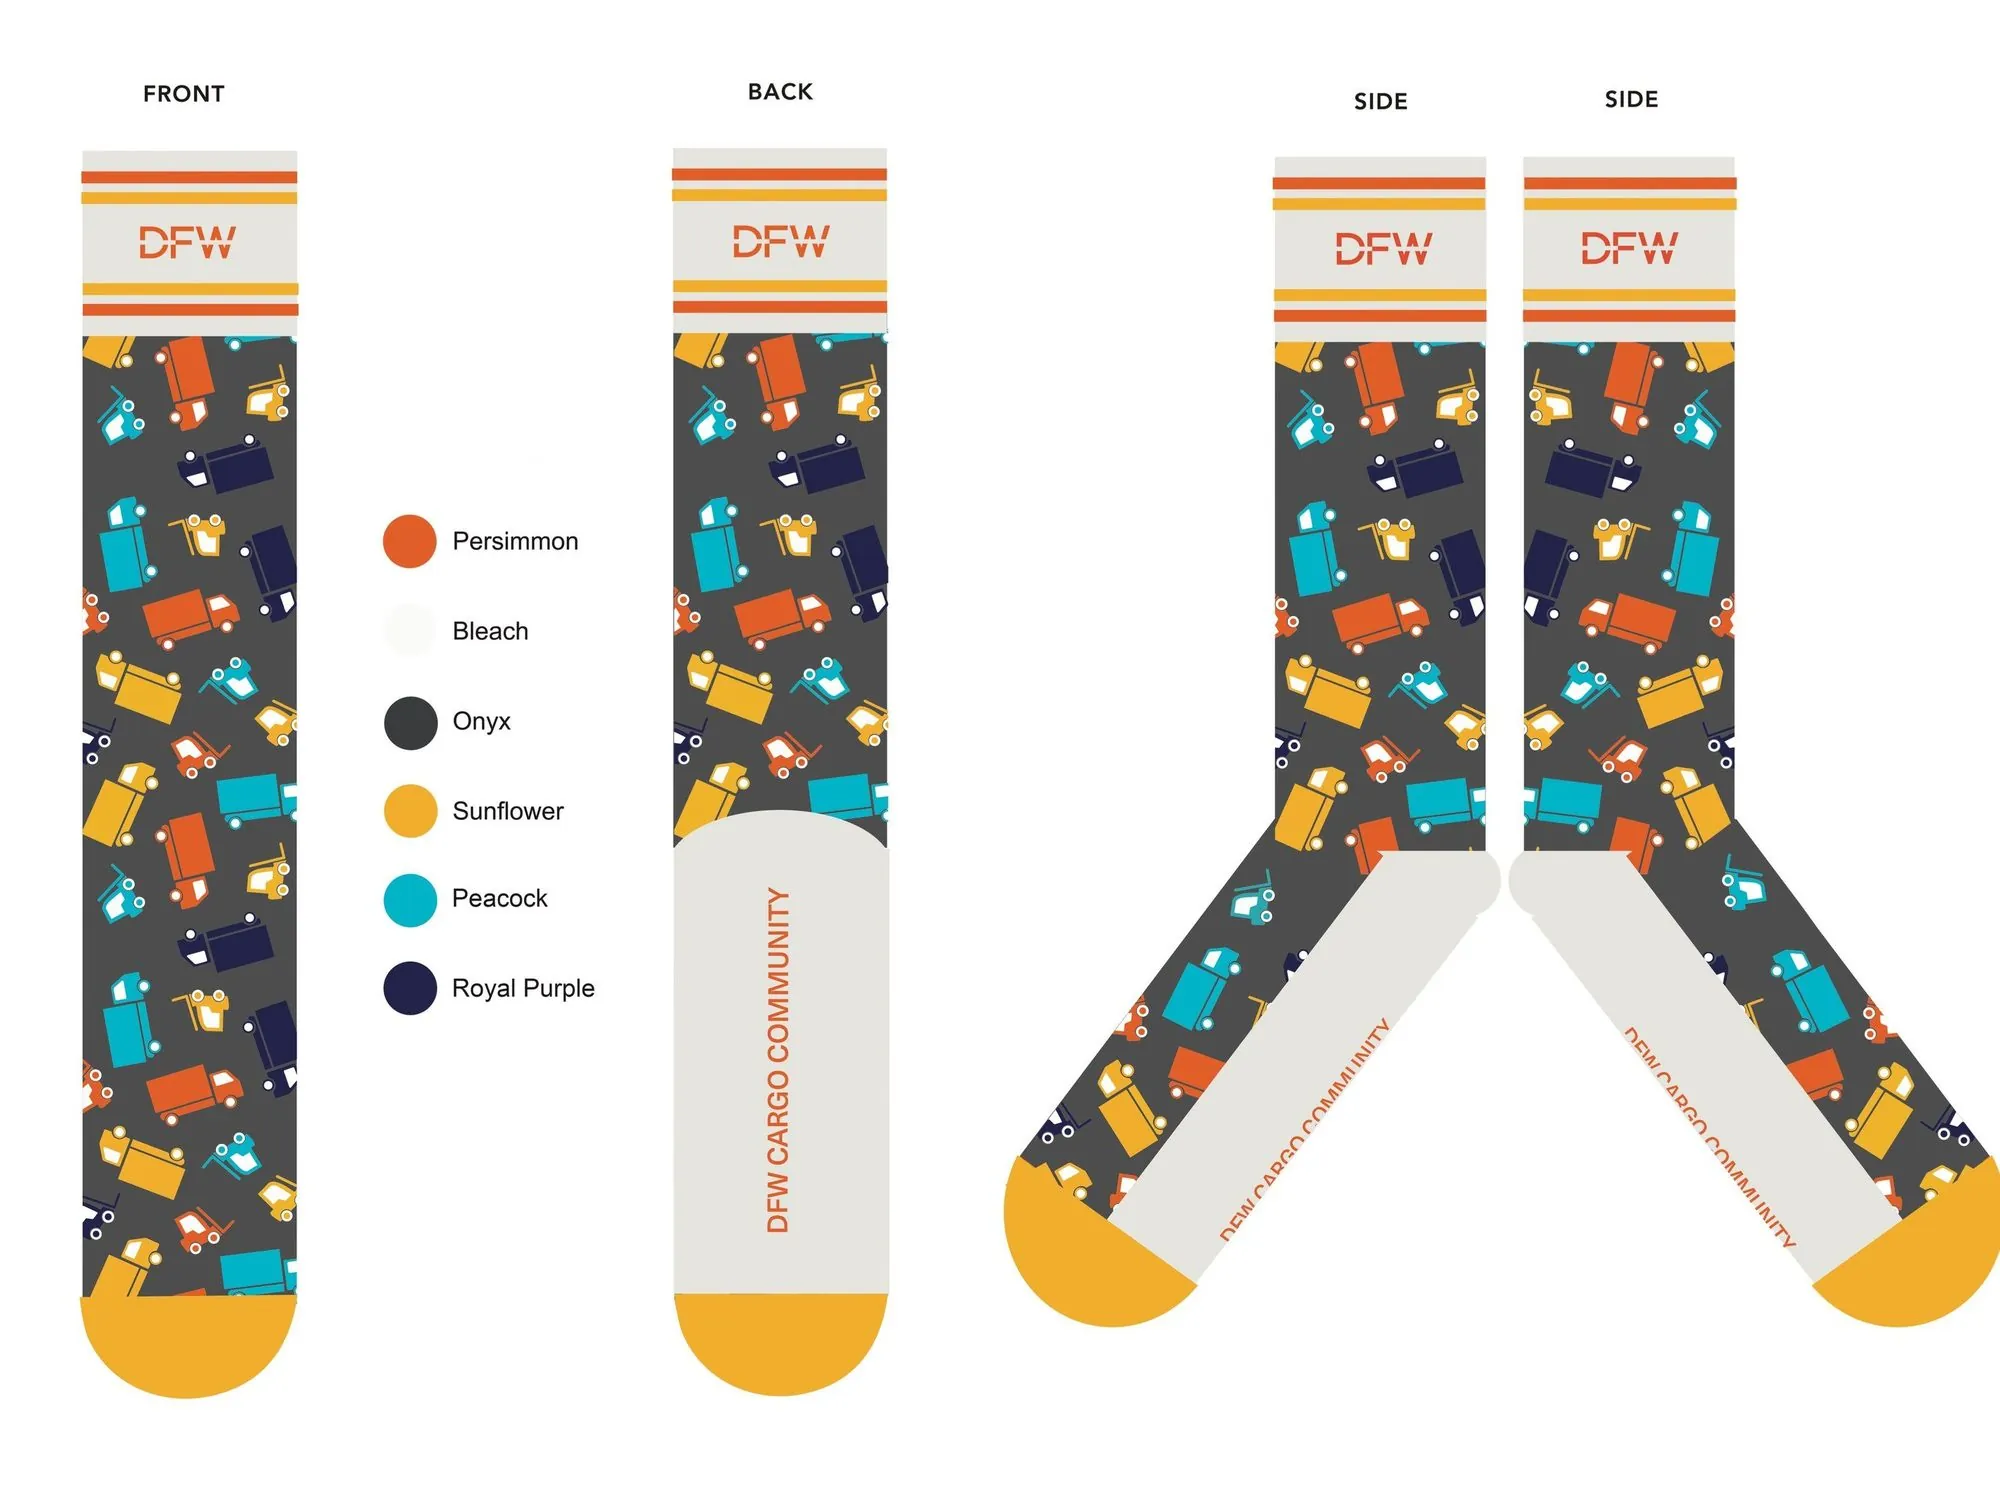 FRONT
BACK
SIDE
SIDE
DFW
DFW
DFW
DFW
Persimmon
Bleach
Onyx
Sunflower
Peacock
Royal Purple
DFW CARGO COMMUNITY
DFW CARGO COMMUNITY
DFW CARGO COMMUNITY